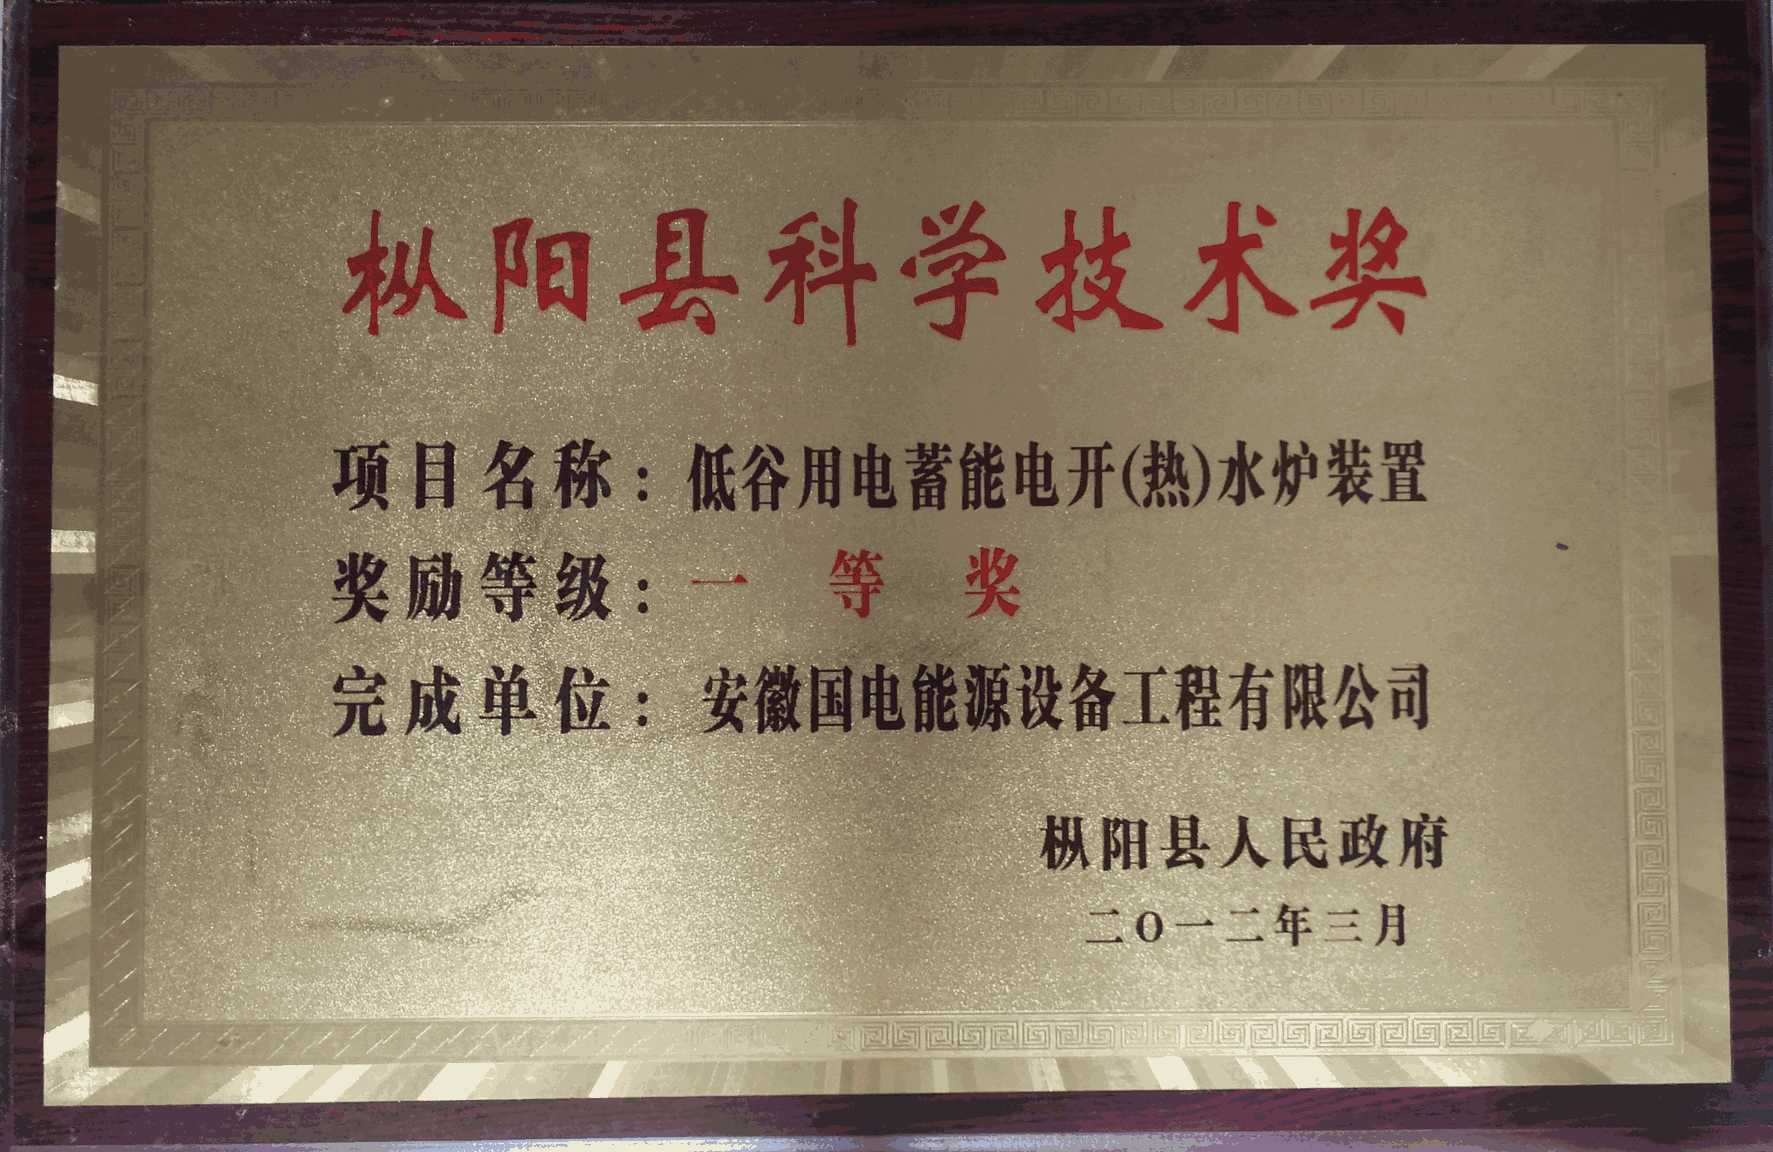 枞阳县科学技术奖
项目名称：低谷用电蓄能电开(热)水炉装置
奖励等级：一等奖
完成单位：安徽国电能源设备工程有限公司
枞阳县人民政府
二〇一二年三月